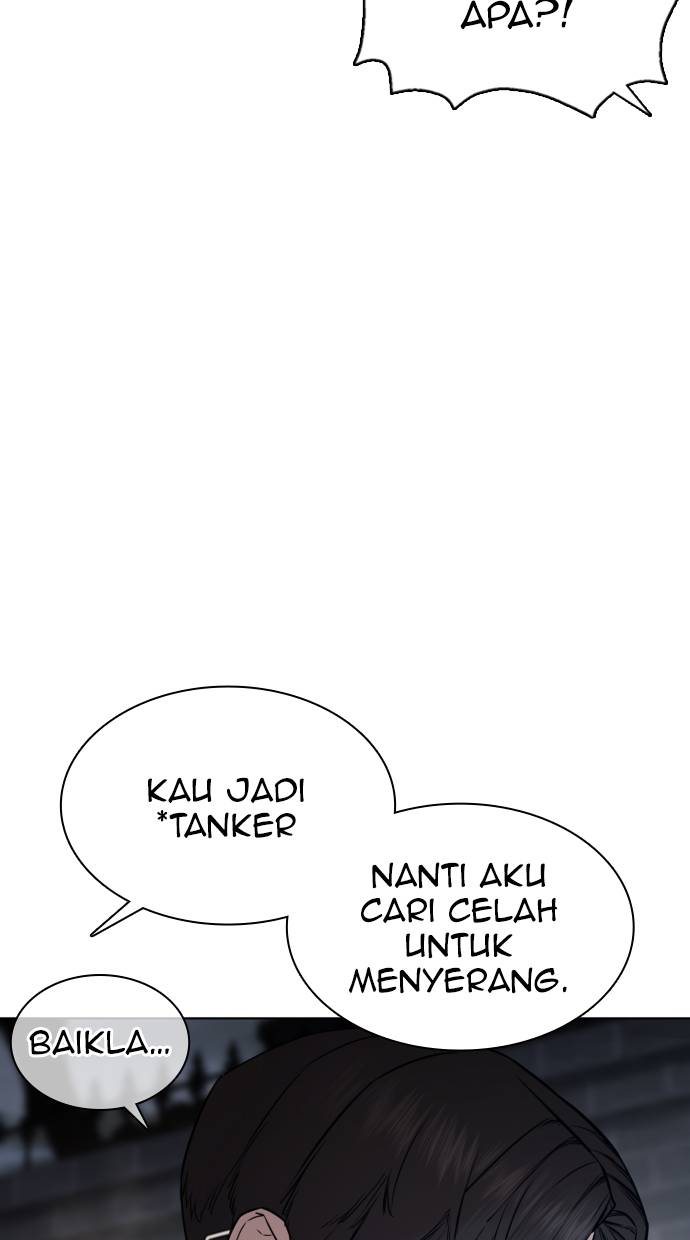 APA?!
KAU JADI
*TANKER
NANTI AKU
CARI CELAH
UNTUK
MENYERANG.
BAIKLA...